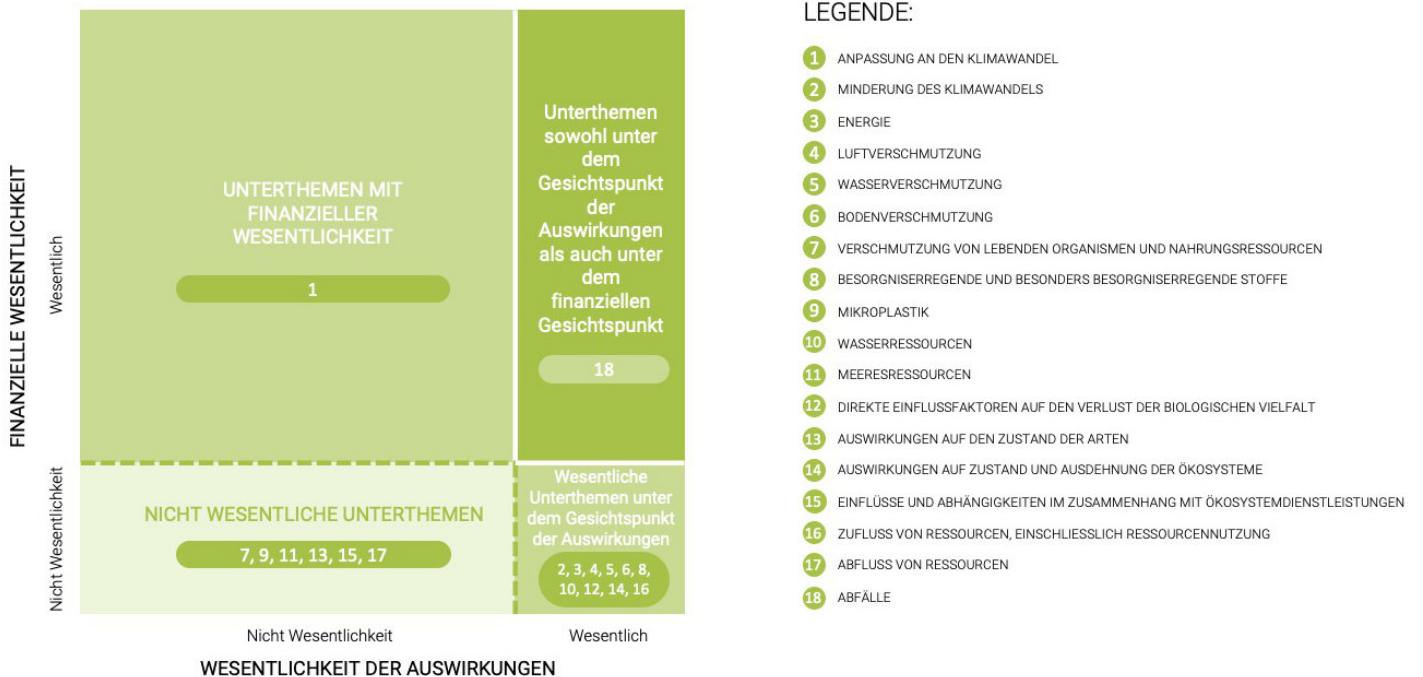 FINANZIELLE WESENTLICHKEIT
Wesentlich
Nicht Wesentlichkeit
UNTERTHEMEN MIT
FINANZIELLER
WESENTLICHKEIT
1
Unterthemen
sowohl unter
dem
Gesichtspunkt
der
Auswirkungen
als auch unter
dem
finanziellen
Gesichtspunkt
18
NICHT WESENTLICHE UNTERTHEMEN
7, 9, 11, 13, 15, 17
Wesentliche
Unterthemen unter
dem Gesichtspunkt
der Auswirkungen
2, 3, 4, 5, 6, 8,
10, 12, 14, 16
Nicht Wesentlichkeit
Wesentlich
WESENTLICHKEIT DER AUSWIRKUNGEN
LEGENDE:
1 ANPASSUNG AN DEN KLIMAWANDEL
2 MINDERUNG DES KLIMAWANDELS
3 ENERGIE
4 LUFTVERSCHMUTZUNG
5 WASSERVERSCHMUTZUNG
6 BODENVERSCHMUTZUNG
7 VERSCHMUTZUNG VON LEBENDEN ORGANISMEN UND NAHRUNGSRESSOURCEN
8 BESORGNISERREGENDE UND BESONDERS BESORGNISERREGENDE STOFFE
9 MIKROPLASTIK
10 WASSERRESSOURCEN
11 MEERESRESSOURCEN
12 DIREKTE EINFLUSSFAKTOREN AUF DEN VERLUST DER BIOLOGISCHEN VIELFALT
13 AUSWIRKUNGEN AUF DEN ZUSTAND DER ARTEN
14 AUSWIRKUNGEN AUF ZUSTAND UND AUSDEHNUNG DER ÖKOSYSTEME
15 EINFLÜSSE UND ABHÄNGIGKEITEN IM ZUSAMMENHANG MIT ÖKOSYSTEMDIENSTLEISTUNGEN
16 ZUFLUSS VON RESSOURCEN, EINSCHLIESSLICH RESSOURCENNUTZUNG
17 ABFLUSS VON RESSOURCEN
18 ABFÄLLE